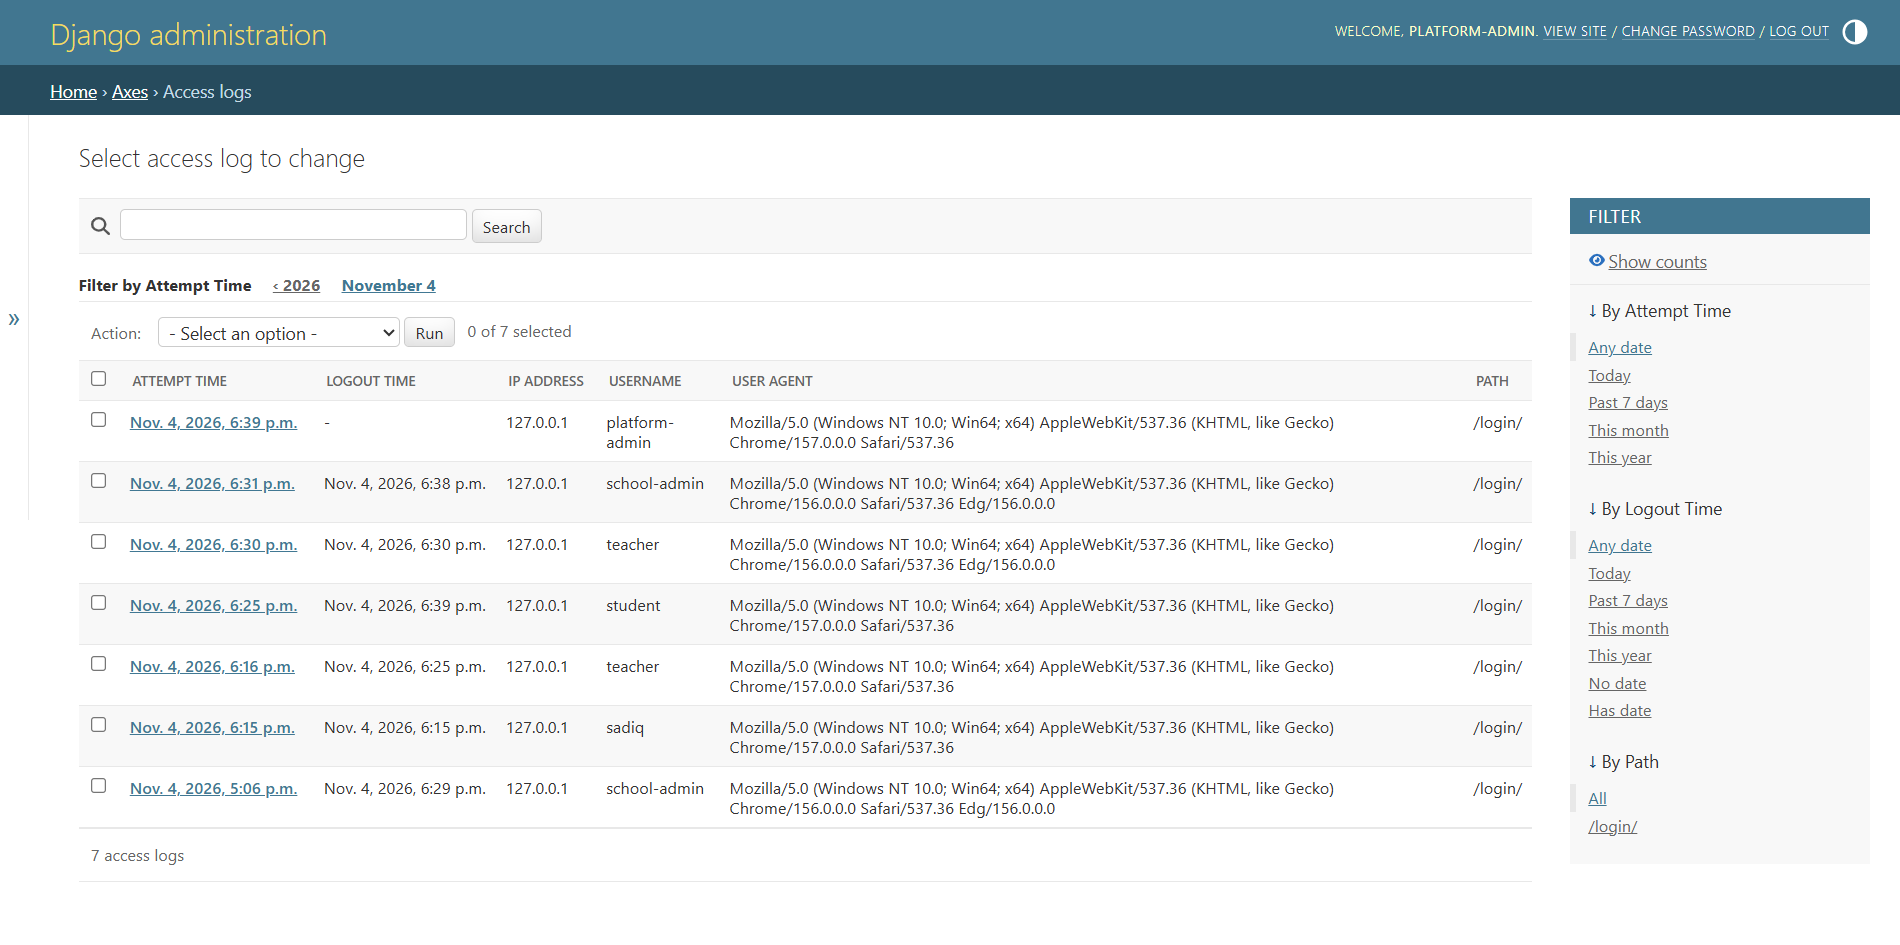 Django administration
WELCOME, PLATFORM-ADMIN. VIEW SITE / CHANGE PASSWORD / LOG OUT
Home › Axes › Access logs
»
Select access log to change
Search
Filter by Attempt Time ‹ 2026 November 4
Action: - Select an option - Run 0 of 7 selected
ATTEMPT TIME LOGOUT TIME IP ADDRESS USERNAME USER AGENT PATH
Nov. 4, 2026, 6:39 p.m. - 127.0.0.1 platform-admin Mozilla/5.0 (Windows NT 10.0; Win64; x64) AppleWebKit/537.36 (KHTML, like Gecko) /login/
Chrome/157.0.0.0 Safari/537.36
Nov. 4, 2026, 6:31 p.m. Nov. 4, 2026, 6:38 p.m. 127.0.0.1 school-admin Mozilla/5.0 (Windows NT 10.0; Win64; x64) AppleWebKit/537.36 (KHTML, like Gecko) /login/
Chrome/156.0.0.0 Safari/537.36 Edg/156.0.0.0
Nov. 4, 2026, 6:30 p.m. Nov. 4, 2026, 6:30 p.m. 127.0.0.1 teacher Mozilla/5.0 (Windows NT 10.0; Win64; x64) AppleWebKit/537.36 (KHTML, like Gecko) /login/
Chrome/156.0.0.0 Safari/537.36 Edg/156.0.0.0
Nov. 4, 2026, 6:25 p.m. Nov. 4, 2026, 6:39 p.m. 127.0.0.1 student Mozilla/5.0 (Windows NT 10.0; Win64; x64) AppleWebKit/537.36 (KHTML, like Gecko) /login/
Chrome/157.0.0.0 Safari/537.36
Nov. 4, 2026, 6:16 p.m. Nov. 4, 2026, 6:25 p.m. 127.0.0.1 teacher Mozilla/5.0 (Windows NT 10.0; Win64; x64) AppleWebKit/537.36 (KHTML, like Gecko) /login/
Chrome/157.0.0.0 Safari/537.36
Nov. 4, 2026, 6:15 p.m. Nov. 4, 2026, 6:15 p.m. 127.0.0.1 sadiq Mozilla/5.0 (Windows NT 10.0; Win64; x64) AppleWebKit/537.36 (KHTML, like Gecko) /login/
Chrome/157.0.0.0 Safari/537.36
Nov. 4, 2026, 5:06 p.m. Nov. 4, 2026, 6:29 p.m. 127.0.0.1 school-admin Mozilla/5.0 (Windows NT 10.0; Win64; x64) AppleWebKit/537.36 (KHTML, like Gecko) /login/
Chrome/156.0.0.0 Safari/537.36 Edg/156.0.0.0
7 access logs
FILTER
Show counts
↓ By Attempt Time
Any date
Today
Past 7 days
This month
This year
↓ By Logout Time
Any date
Today
Past 7 days
This month
This year
No date
Has date
↓ By Path
All
/login/